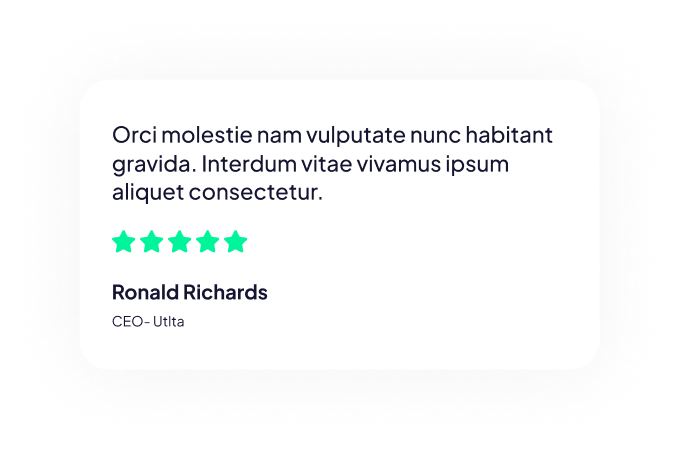 Orci molestie nam vulputate nunc habitant
gravida. Interdum vitae vivamus ipsum
aliquet consectetur.
Ronald Richards
CEO- Utlta